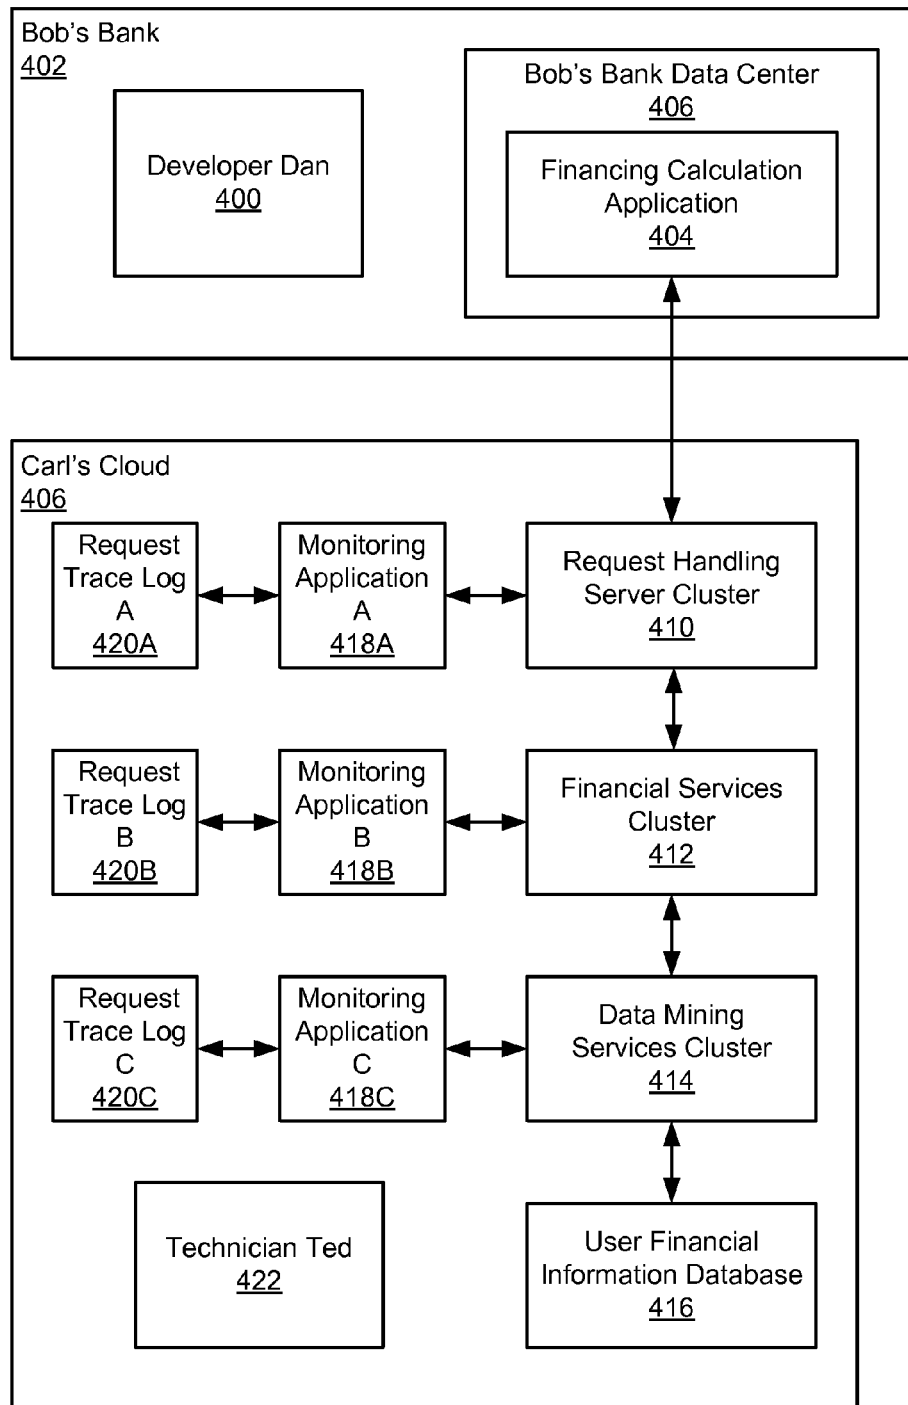 Bob's Bank
402
Developer Dan
400
Bob's Bank Data Center
406
Financing Calculation
Application
404
Carl's Cloud
406
Request
Trace Log
A
420A
Monitoring
Application
A
418A
Request Handling
Server Cluster
410
Request
Trace Log
B
420B
Monitoring
Application
B
418B
Financial Services
Cluster
412
Request
Trace Log
C
420C
Monitoring
Application
C
418C
Data Mining
Services Cluster
414
Technician Ted
422
User Financial
Information Database
416